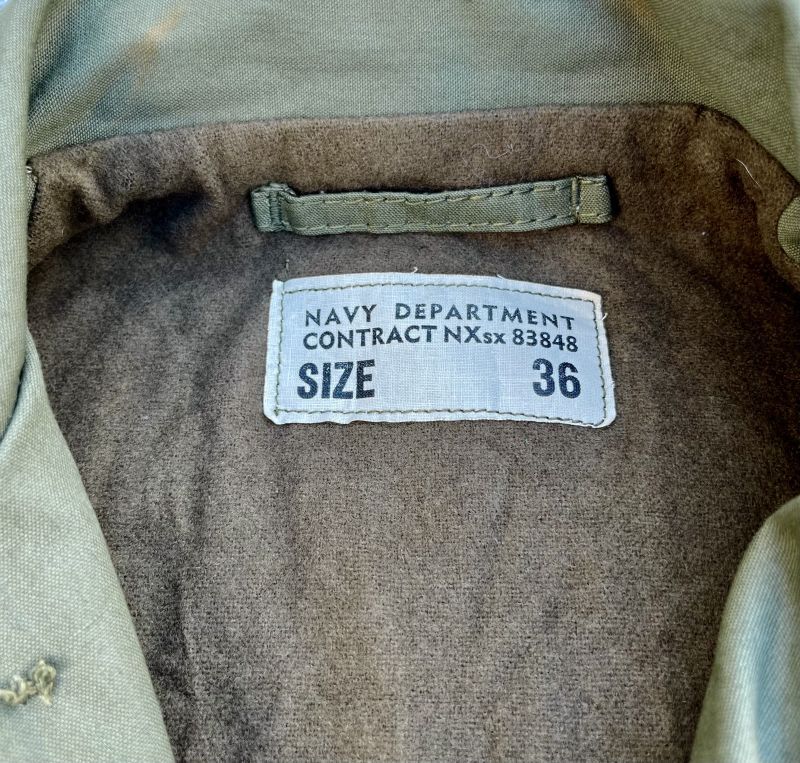 NAVY DEPARTMENT
CONTRACT NXsx 83848
SIZE 36